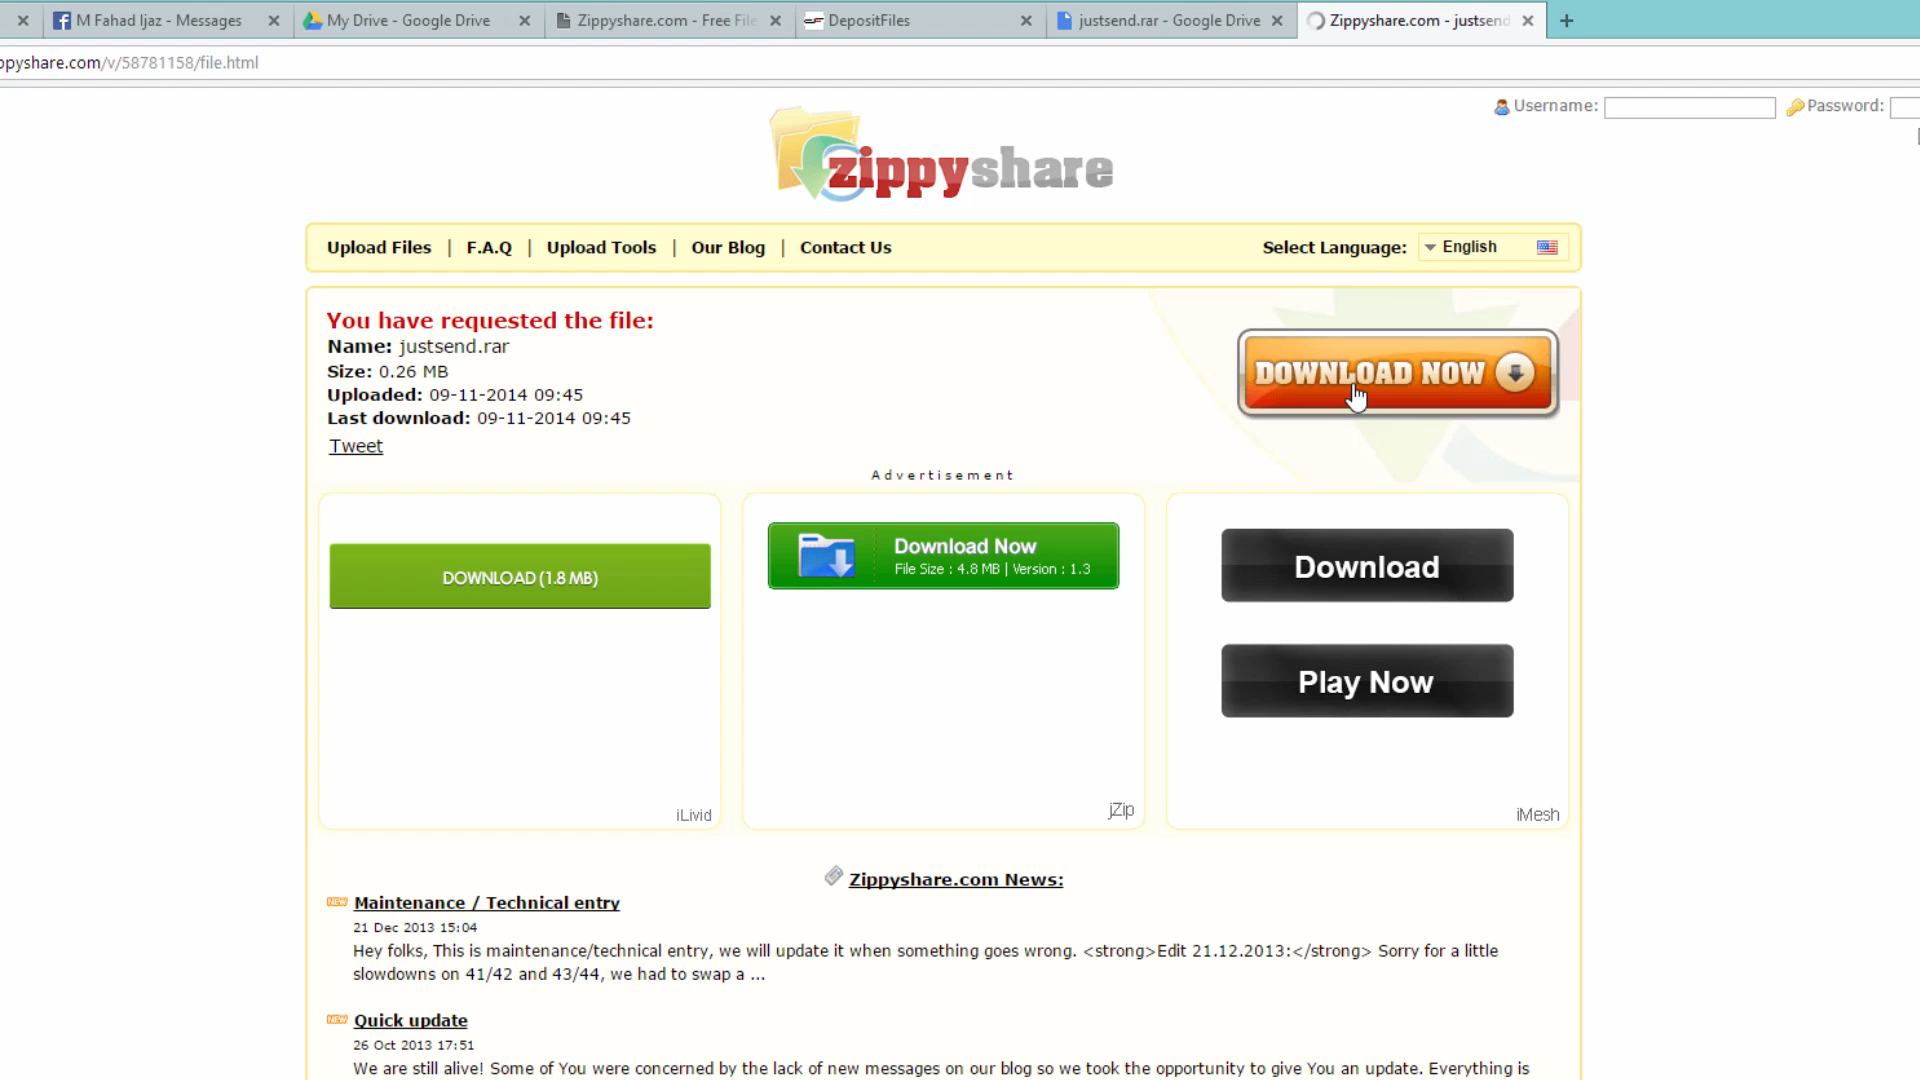 M Fahad Ijaz - Messages
My Drive - Google Drive
Zippyshare.com - Free File
DepositFiles
justsend.rar - Google Drive
Zippyshare.com - justsend
ppyshare.com/v/58781158/file.html
Username:
Password:
zippyshare
Upload Files | F.A.Q | Upload Tools | Our Blog | Contact Us
Select Language: English
You have requested the file:
Name: justsend.rar
Size: 0.26 MB
Uploaded: 09-11-2014 09:45
Last download: 09-11-2014 09:45
Tweet
DOWNLOAD NOW
Advertisement
DOWNLOAD (1.8 MB)
iLivid
Download Now
File Size : 4.8 MB | Version : 1.3
jZip
Download
Play Now
iMesh
Zippyshare.com News:
NEW Maintenance / Technical entry
21 Dec 2013 15:04
Hey folks, This is maintenance/technical entry, we will update it when something goes wrong. <strong>Edit 21.12.2013:</strong> Sorry for a little
slowdowns on 41/42 and 43/44, we had to swap a ...
NEW Quick update
26 Oct 2013 17:51
We are still alive! Some of You were concerned by the lack of new messages on our blog so we took the opportunity to give You an update. Everything is